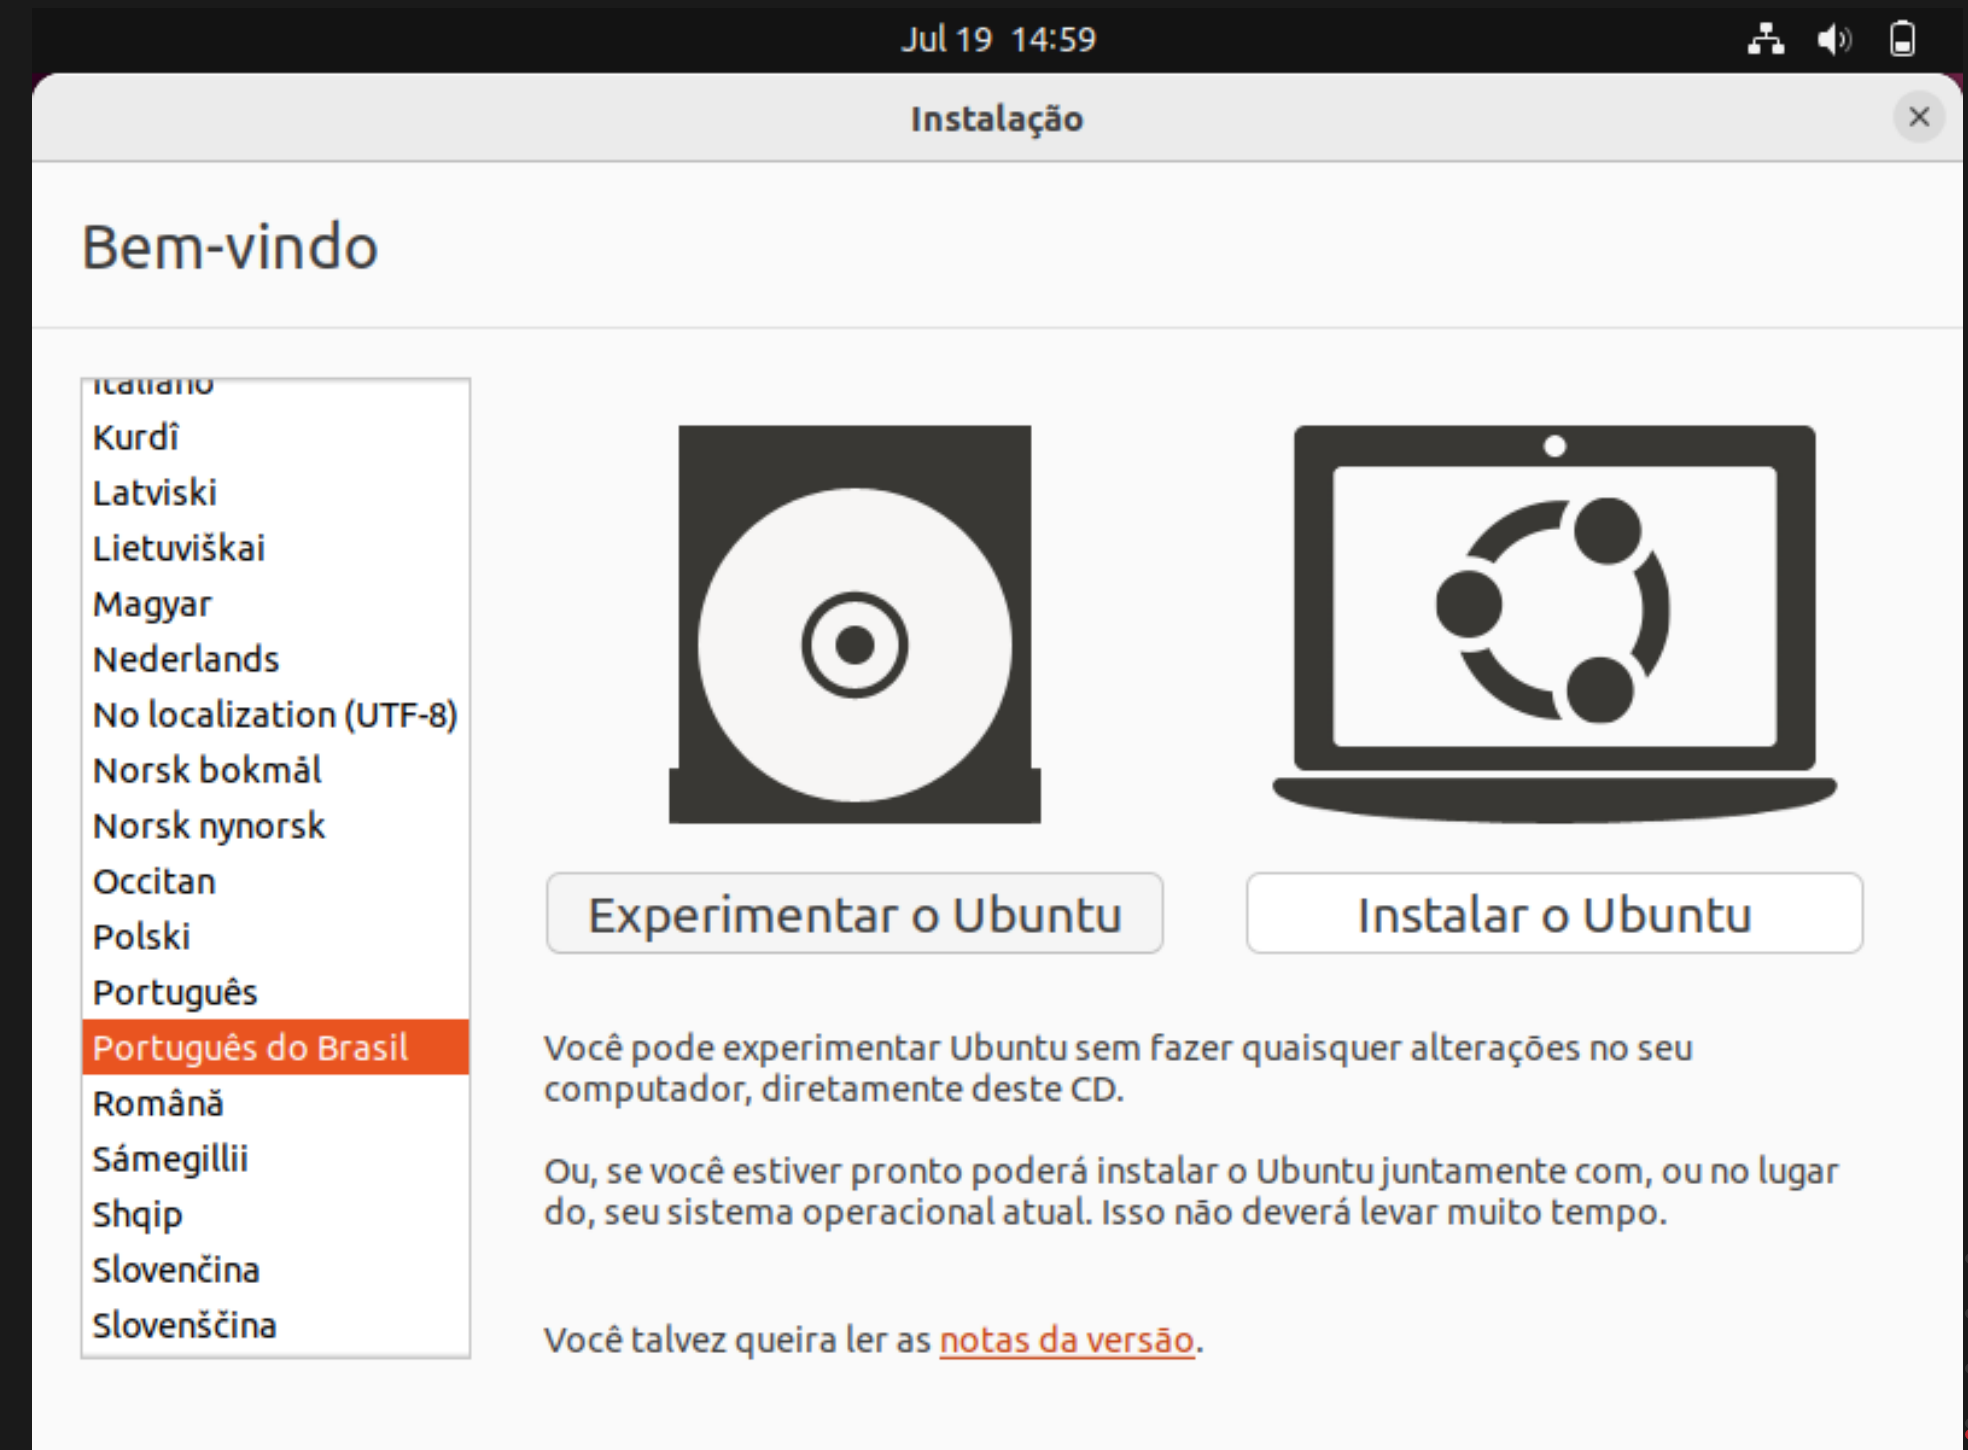 Jul 19 14:59
Instalação
Bem-vindo
Italiano
Kurdî
Latviski
Lietuviškai
Magyar
Nederlands
No localization (UTF-8)
Norsk bokmål
Norsk nynorsk
Occitan
Polski
Português
Português do Brasil
Română
Sámegillii
Shqip
Slovenčina
Slovenščina
Experimentar o Ubuntu
Instalar o Ubuntu
Você pode experimentar Ubuntu sem fazer quaisquer alterações no seu
computador, diretamente deste CD.
Ou, se você estiver pronto poderá instalar o Ubuntu juntamente com, ou no lugar
do, seu sistema operacional atual. Isso não deverá levar muito tempo.
Você talvez queira ler as notas da versão.